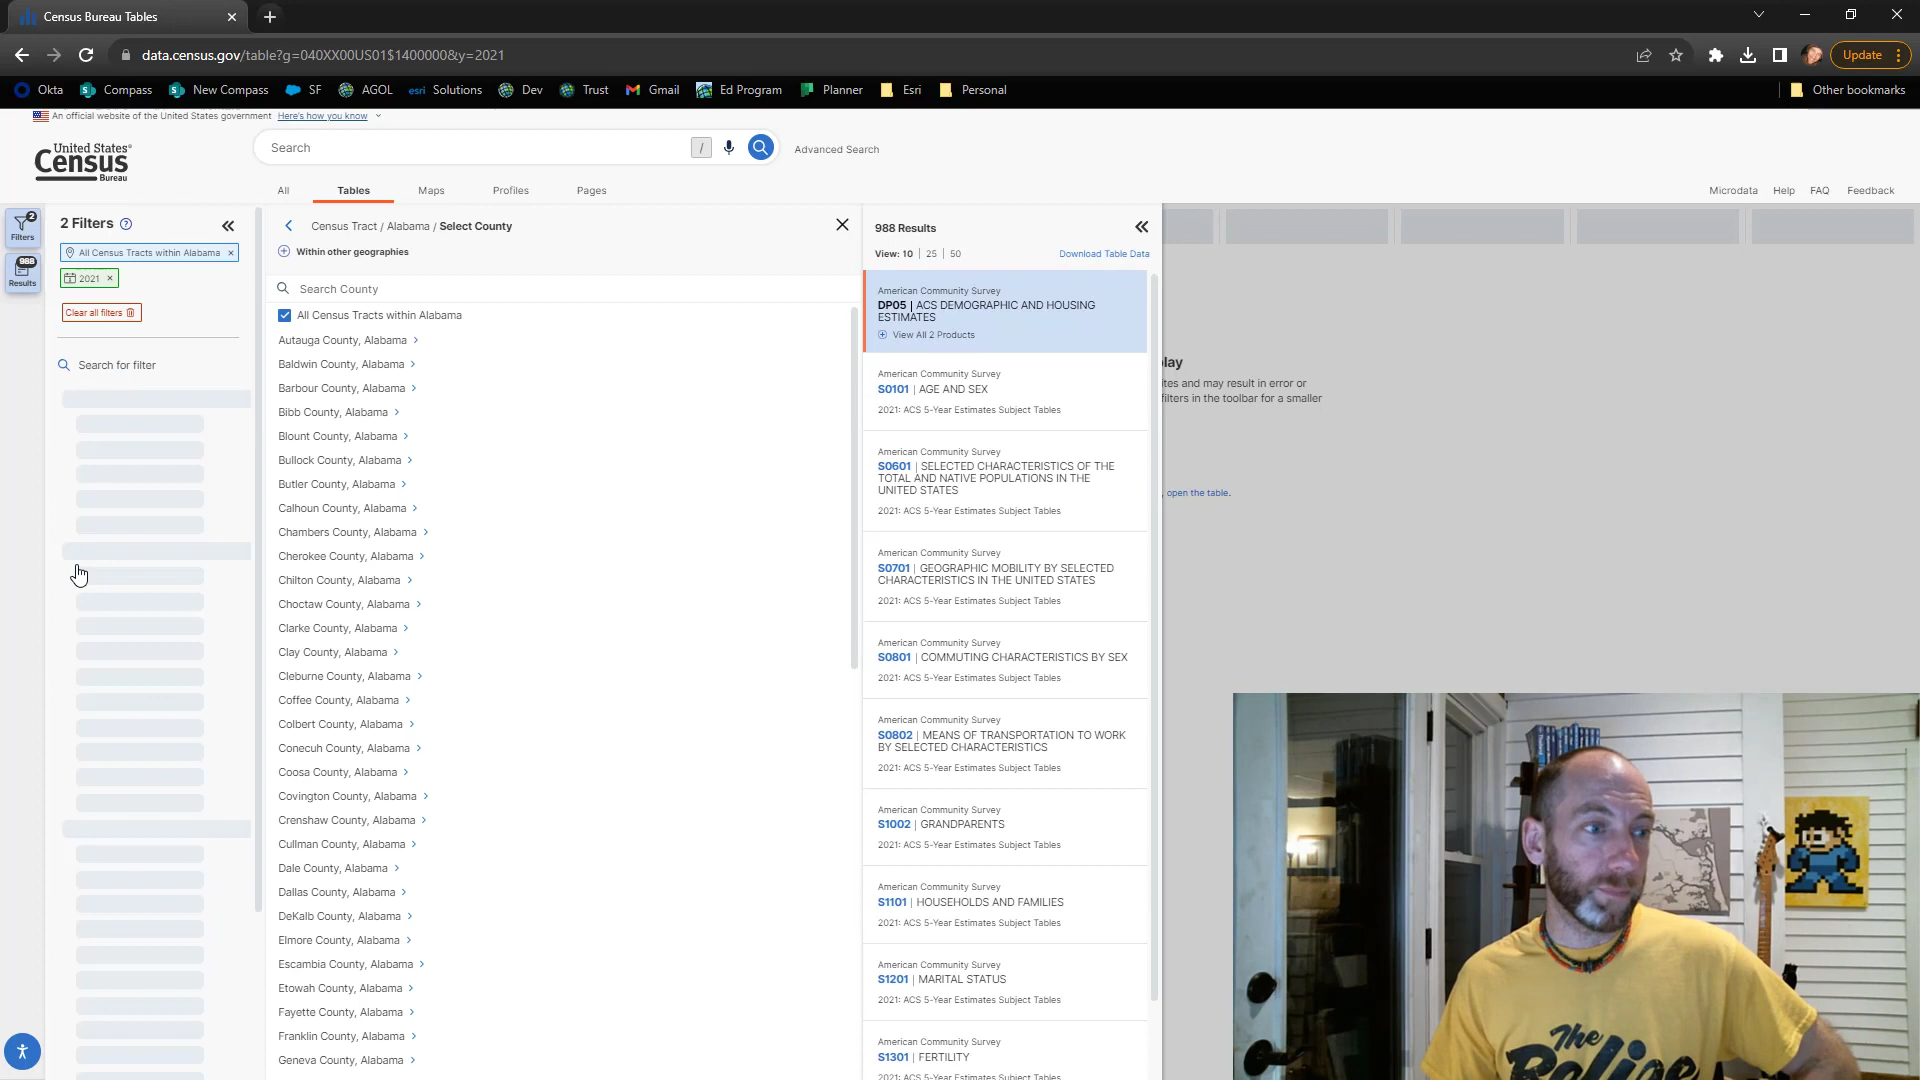 Census Bureau Tables
data.census.gov/table?g=040XX00US01$1400000&y=2021
Update
Okta Compass New Compass SF AGOL esri Solutions Dev Trust Gmail Ed Program Planner Esri Personal Other bookmarks
An official website of the United States government Here's how you know
United States®
Census
Bureau
Search / Advanced Search
All Tables Maps Profiles Pages Microdata Help FAQ Feedback
2
Filters
988
Results
2 Filters
All Census Tracts within Alabama
2021
Clear all filters
Search for filter
Census Tract / Alabama / Select County
Within other geographies
Search County
All Census Tracts within Alabama
Autauga County, Alabama
Baldwin County, Alabama
Barbour County, Alabama
Bibb County, Alabama
Blount County, Alabama
Bullock County, Alabama
Butler County, Alabama
Calhoun County, Alabama
Chambers County, Alabama
Cherokee County, Alabama
Chilton County, Alabama
Choctaw County, Alabama
Clarke County, Alabama
Clay County, Alabama
Cleburne County, Alabama
Coffee County, Alabama
Colbert County, Alabama
Conecuh County, Alabama
Coosa County, Alabama
Covington County, Alabama
Crenshaw County, Alabama
Cullman County, Alabama
Dale County, Alabama
Dallas County, Alabama
DeKalb County, Alabama
Elmore County, Alabama
Escambia County, Alabama
Etowah County, Alabama
Fayette County, Alabama
Franklin County, Alabama
Geneva County, Alabama
988 Results
View: 10 | 25 | 50 Download Table Data
American Community Survey
DP05 | ACS DEMOGRAPHIC AND HOUSING
ESTIMATES
View All 2 Products
American Community Survey
S0101 | AGE AND SEX
2021: ACS 5-Year Estimates Subject Tables
American Community Survey
S0601 | SELECTED CHARACTERISTICS OF THE
TOTAL AND NATIVE POPULATIONS IN THE
UNITED STATES
2021: ACS 5-Year Estimates Subject Tables
American Community Survey
S0701 | GEOGRAPHIC MOBILITY BY SELECTED
CHARACTERISTICS IN THE UNITED STATES
2021: ACS 5-Year Estimates Subject Tables
American Community Survey
S0801 | COMMUTING CHARACTERISTICS BY SEX
2021: ACS 5-Year Estimates Subject Tables
American Community Survey
S0802 | MEANS OF TRANSPORTATION TO WORK
BY SELECTED CHARACTERISTICS
2021: ACS 5-Year Estimates Subject Tables
American Community Survey
S1002 | GRANDPARENTS
2021: ACS 5-Year Estimates Subject Tables
American Community Survey
S1101 | HOUSEHOLDS AND FAMILIES
2021: ACS 5-Year Estimates Subject Tables
American Community Survey
S1201 | MARITAL STATUS
2021: ACS 5-Year Estimates Subject Tables
American Community Survey
S1301 | FERTILITY
2021: ACS 5-Year Estimates Subject Tables
lay
ites and may result in error or
filters in the toolbar for a smaller
, open the table.
The